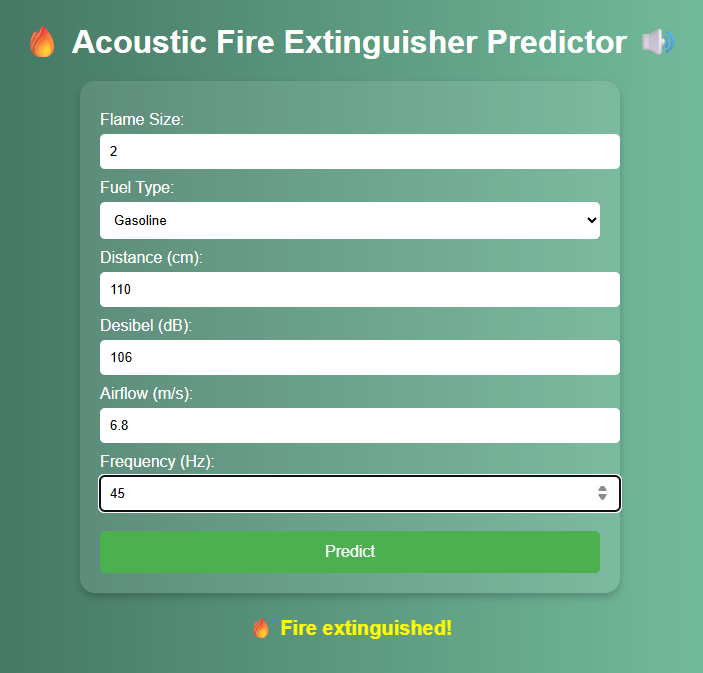 🔥 Acoustic Fire Extinguisher Predictor 🔊
Flame Size:
2
Fuel Type:
Gasoline
Distance (cm):
110
Desibel (dB):
106
Airflow (m/s):
6.8
Frequency (Hz):
45
Predict
🔥 Fire extinguished!